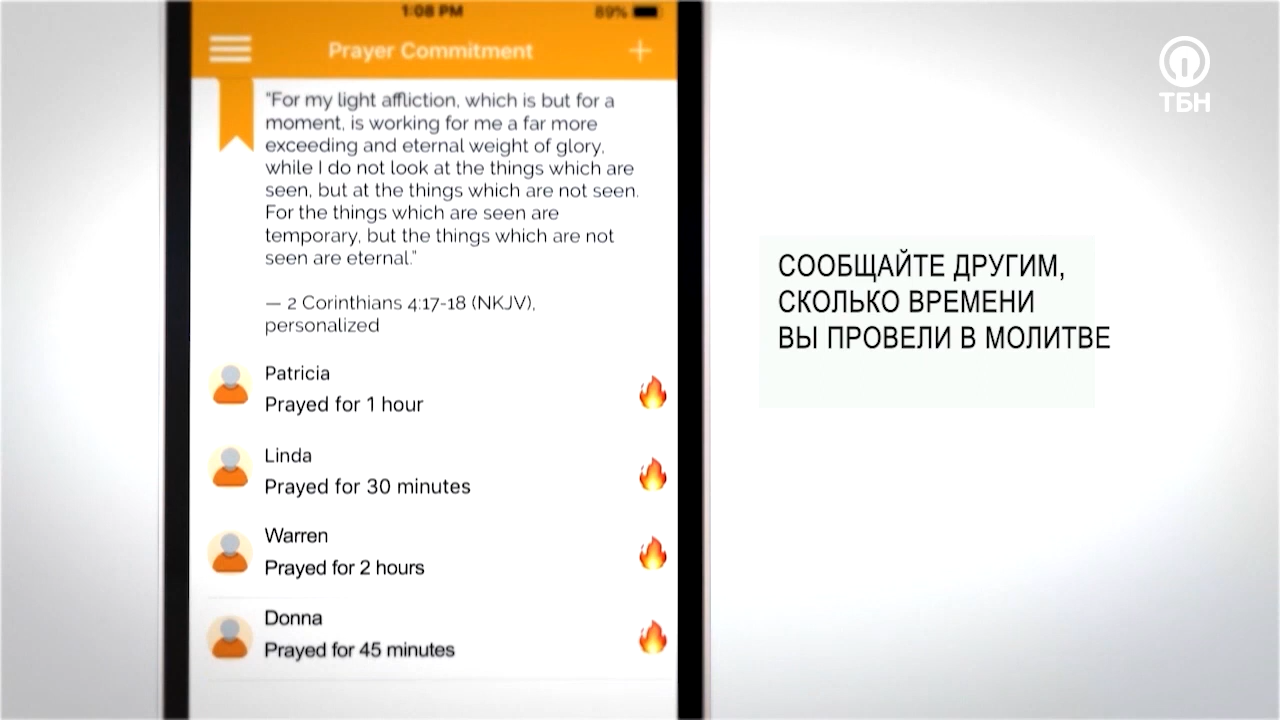 1:08 PM
89%
Prayer Commitment
ТБН
"For my light affliction, which is but for a
moment, is working for me a far more
exceeding and eternal weight of glory,
while I do not look at the things which are
seen, but at the things which are not seen.
For the things which are seen are
temporary, but the things which are not
seen are eternal."
— 2 Corinthians 4:17-18 (NKJV),
personalized
Patricia
Prayed for 1 hour
Linda
Prayed for 30 minutes
Warren
Prayed for 2 hours
Donna
Prayed for 45 minutes
СООБЩАЙТЕ ДРУГИМ,
СКОЛЬКО ВРЕМЕНИ
ВЫ ПРОВЕЛИ В МОЛИТВЕ